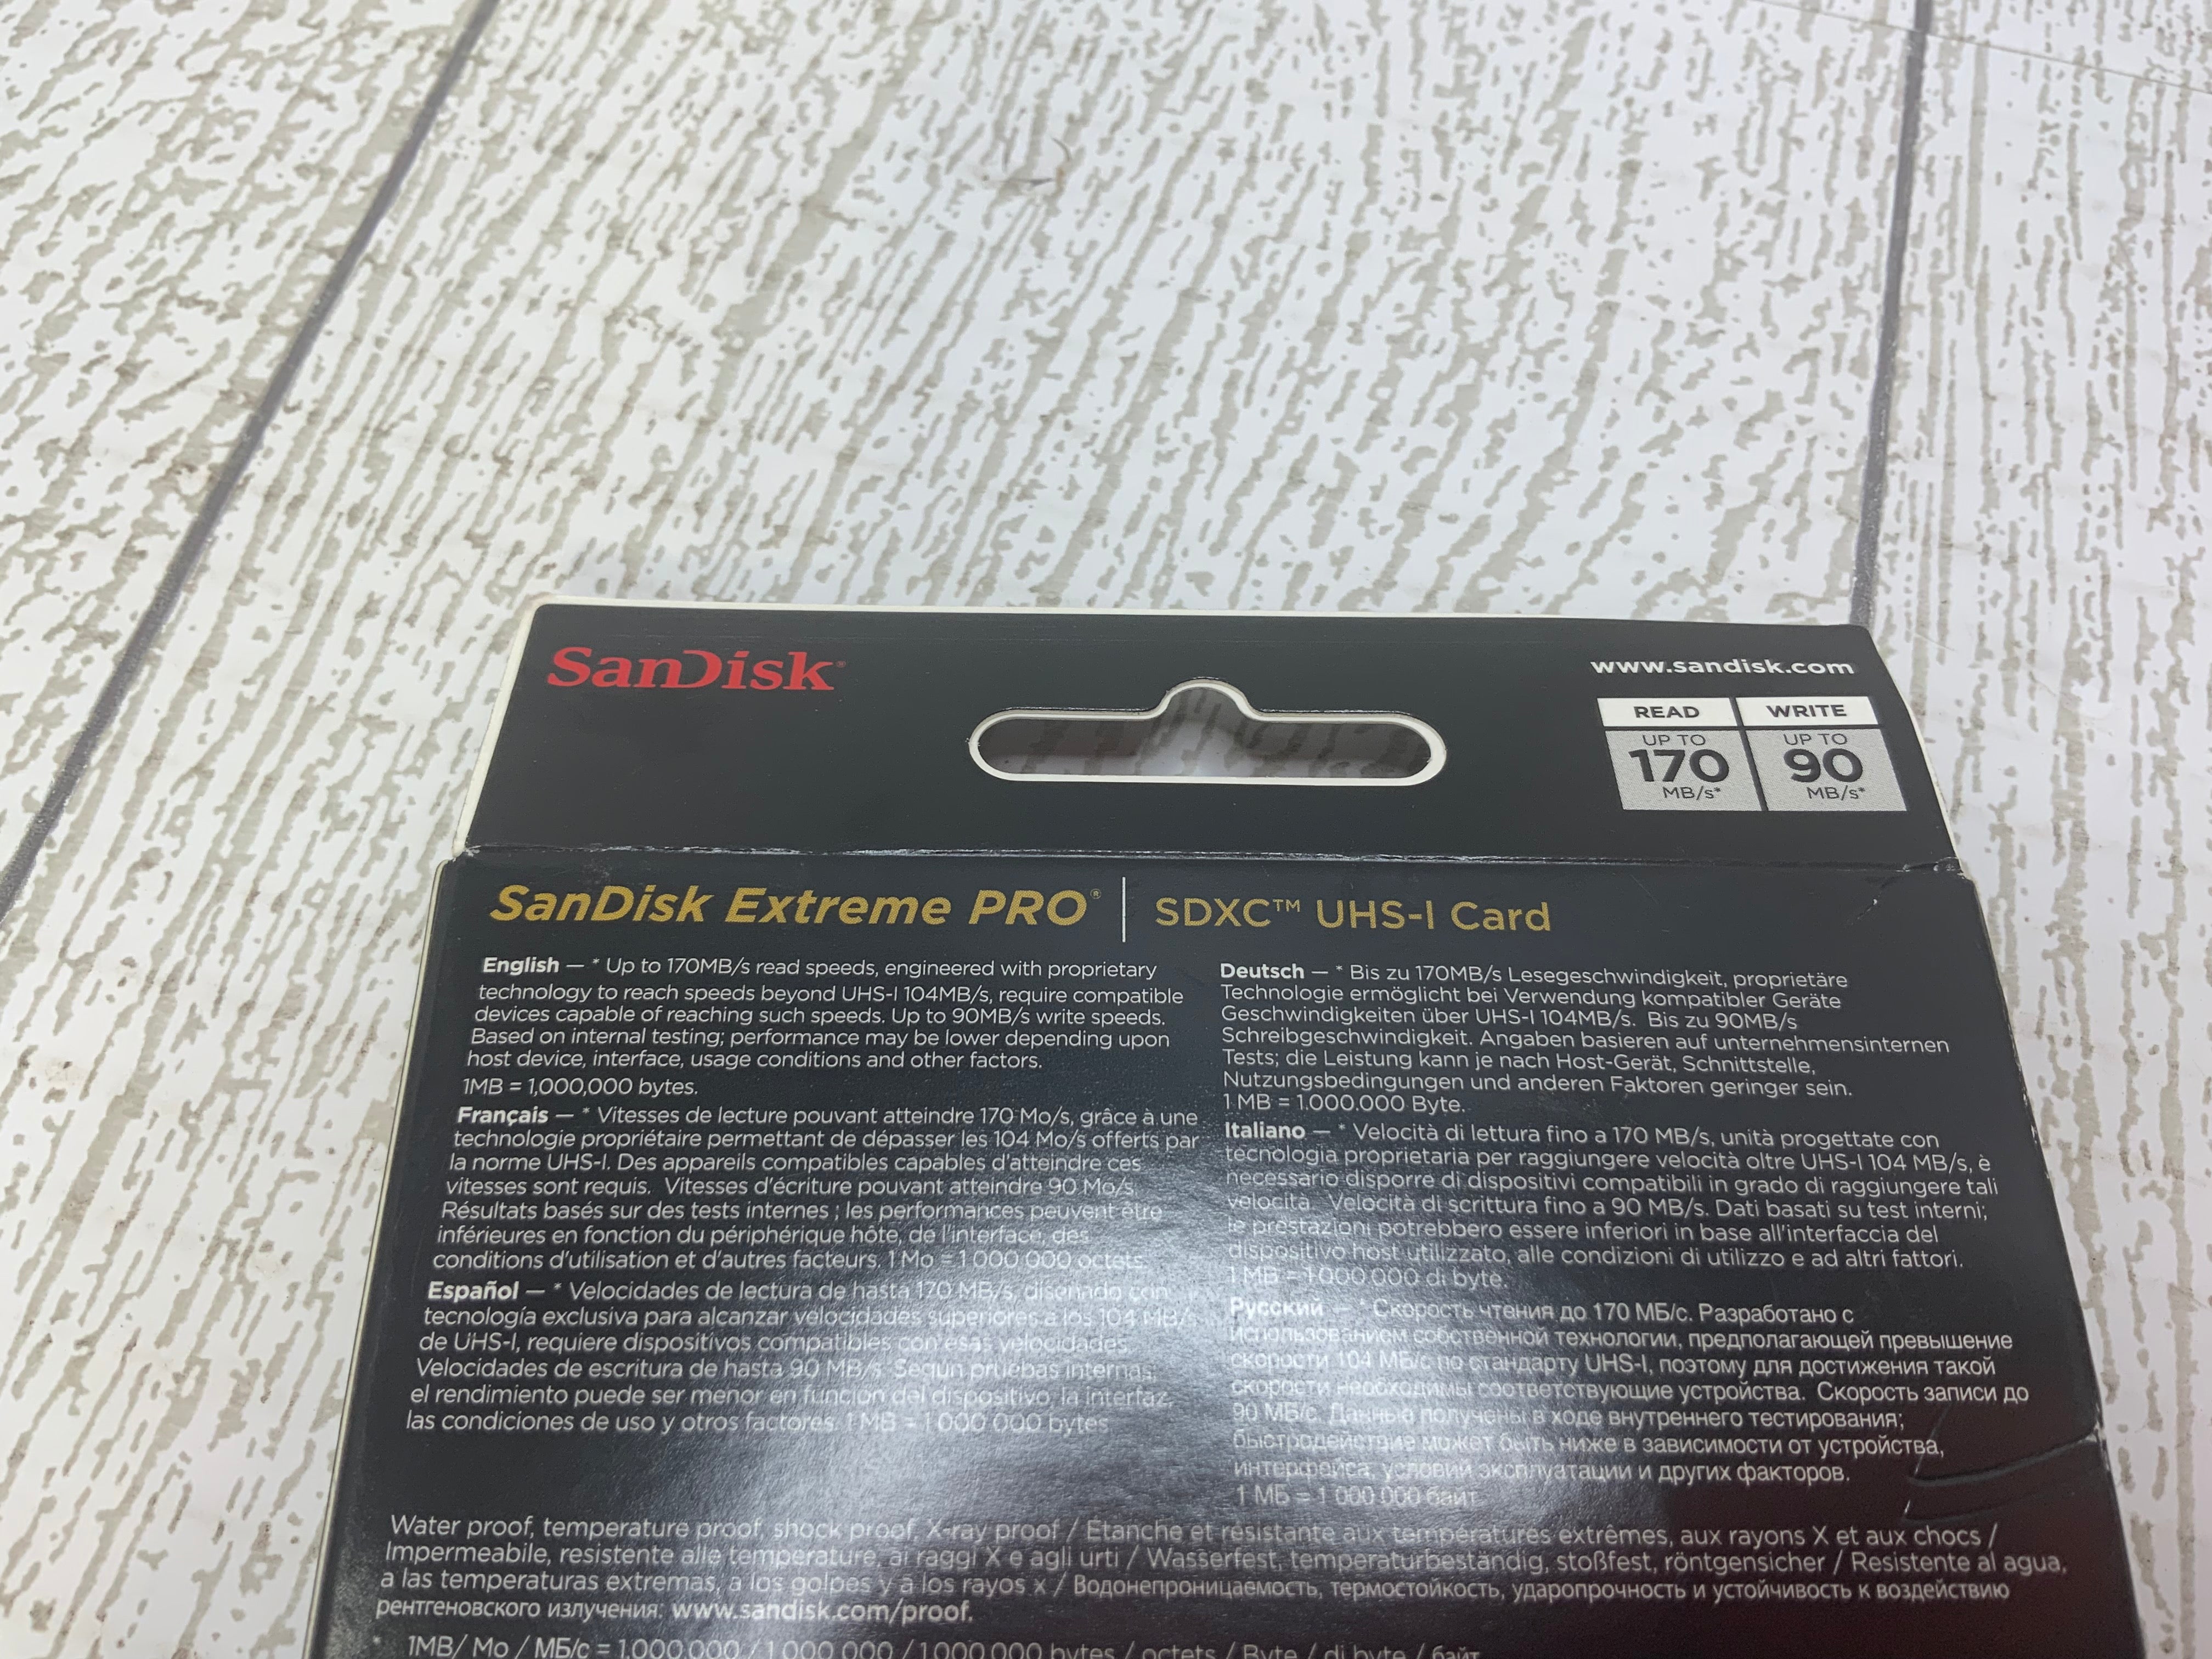 SanDisk®
www.sandisk.com
READ WRITE
UP TO UP TO
170 90
MB/s* MB/s*
SanDisk Extreme PRO® | SDXC™ UHS-I Card
English — * Up to 170MB/s read speeds, engineered with proprietary
technology to reach speeds beyond UHS-I 104MB/s, require compatible
devices capable of reaching such speeds. Up to 90MB/s write speeds.
Based on internal testing; performance may be lower depending upon
host device, interface, usage conditions and other factors.
1MB = 1,000,000 bytes.
Français — * Vitesses de lecture pouvant atteindre 170 Mo/s, grâce à une
technologie propriétaire permettant de dépasser les 104 Mo/s offerts par
la norme UHS-I. Des appareils compatibles capables d'atteindre ces
vitesses sont requis. Vitesses d'écriture pouvant atteindre 90 Mo/s.
Résultats basés sur des tests internes ; les performances peuvent être
inférieures en fonction du périphérique hôte, de l'interface, des
conditions d'utilisation et d'autres facteurs. 1 Mo = 1 000 000 octets.
Español — * Velocidades de lectura de hasta 170 MB/s, diseñado con
tecnología exclusiva para alcanzar velocidades superiores a los 104 MB/s
de UHS-I, requiere dispositivos compatibles con esas velocidades.
Velocidades de escritura de hasta 90 MB/s. Según pruebas internas;
el rendimiento puede ser menor en función del dispositivo, la interfaz,
las condiciones de uso y otros factores. 1 MB = 1 000 000 bytes
Deutsch — * Bis zu 170MB/s Lesegeschwindigkeit, proprietäre
Technologie ermöglicht bei Verwendung kompatibler Geräte
Geschwindigkeiten über UHS-I 104MB/s. Bis zu 90MB/s
Schreibgeschwindigkeit. Angaben basieren auf unternehmensinternen
Tests; die Leistung kann je nach Host-Gerät, Schnittstelle,
Nutzungsbedingungen und anderen Faktoren geringer sein.
1 MB = 1.000.000 Byte.
Italiano — * Velocità di lettura fino a 170 MB/s, unità progettate con
tecnologia proprietaria per raggiungere velocità oltre UHS-I 104 MB/s, è
necessario disporre di dispositivi compatibili in grado di raggiungere tali
velocità. Velocità di scrittura fino a 90 MB/s. Dati basati su test interni;
le prestazioni potrebbero essere inferiori in base all'interfaccia del
dispositivo host utilizzato, alle condizioni di utilizzo e ad altri fattori.
1 MB = 1 000 000 di byte.
Русский — * Скорость чтения до 170 МБ/с. Разработано с
использованием собственной технологии, предполагающей превышение
скорости 104 МБ/с по стандарту UHS-I, поэтому для достижения такой
скорости необходимы соответствующие устройства. Скорость записи до
90 МБ/с. Данные получены в ходе внутреннего тестирования;
быстродействие может быть ниже в зависимости от устройства,
интерфейса, условий эксплуатации и других факторов.
1 МБ = 1 000 000 байт.
Water proof, temperature proof, shock proof, X-ray proof / Étanche et résistante aux températures extrêmes, aux rayons X et aux chocs /
Impermeabile, resistente alle temperature, ai raggi X e agli urti / Wasserfest, temperaturbeständig, stoßfest, röntgensicher / Resistente al agua,
a las temperaturas extremas, a los golpes y a los rayos x / Водонепроницаемость, термостойкость, ударопрочность и устойчивость к воздействию
рентгеновского излучения: www.sandisk.com/proof.
* 1MB/ Mo / МБ/с = 1,000,000 / 1.000 000 / 1 000 000 bytes / octets / Byte / di byte / байт